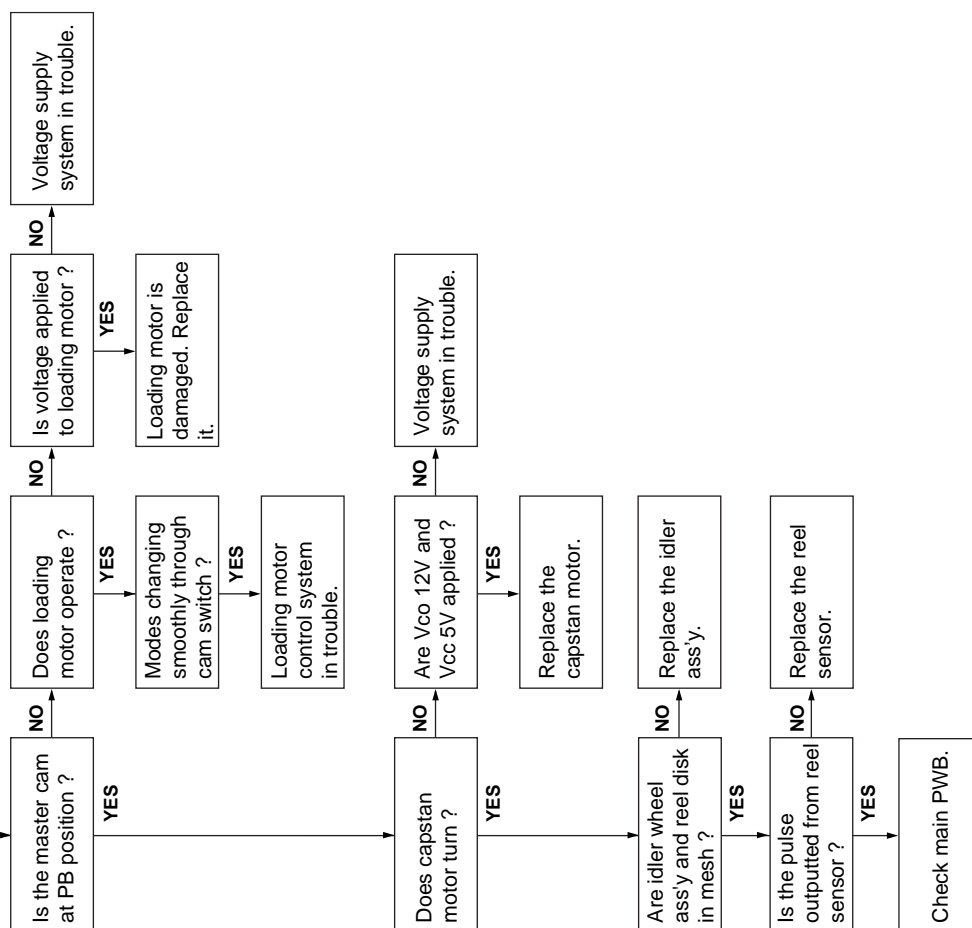 Is the master cam
at PB position ?
NO
YES
Does loading
motor operate ?
NO
YES
Is voltage applied
to loading motor ?
NO
YES
Voltage supply
system in trouble.
Loading motor is
damaged. Replace
it.
Modes changing
smoothly through
cam switch ?
YES
Loading motor
control system
in trouble.
Does capstan
motor turn ?
NO
YES
Are Vco 12V and
Vcc 5V applied ?
NO
YES
Voltage supply
system in trouble.
Replace the
capstan motor.
Are idler wheel
ass'y and reel disk
in mesh ?
NO
YES
Replace the idler
ass'y.
Is the pulse
outputted from reel
sensor ?
NO
YES
Replace the reel
sensor.
Check main PWB.